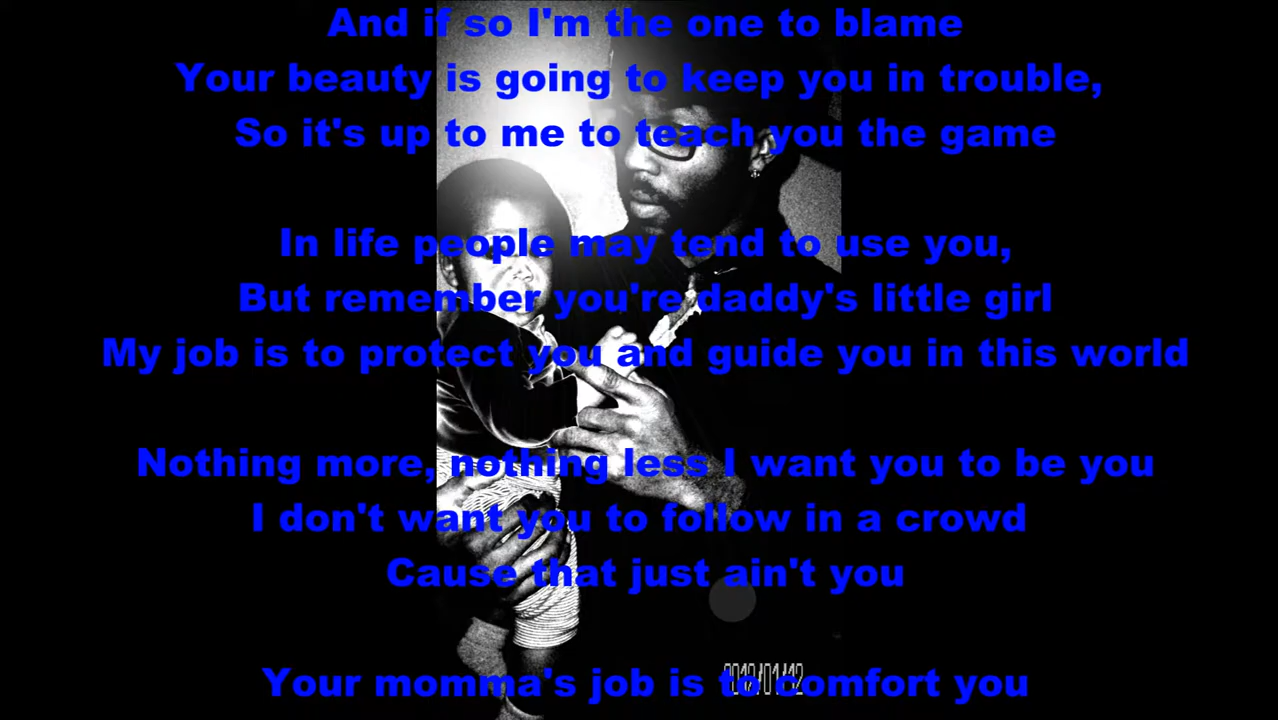 And if so I'm the one to blame
Your beauty is going to keep you in trouble,
So it's up to me to teach you the game
In life people may tend to use you,
But remember you're daddy's little girl
My job is to protect you and guide you in this world
Nothing more, nothing less I want you to be you
I don't want you to follow in a crowd
Cause that just ain't you
Your momma's job is to comfort you